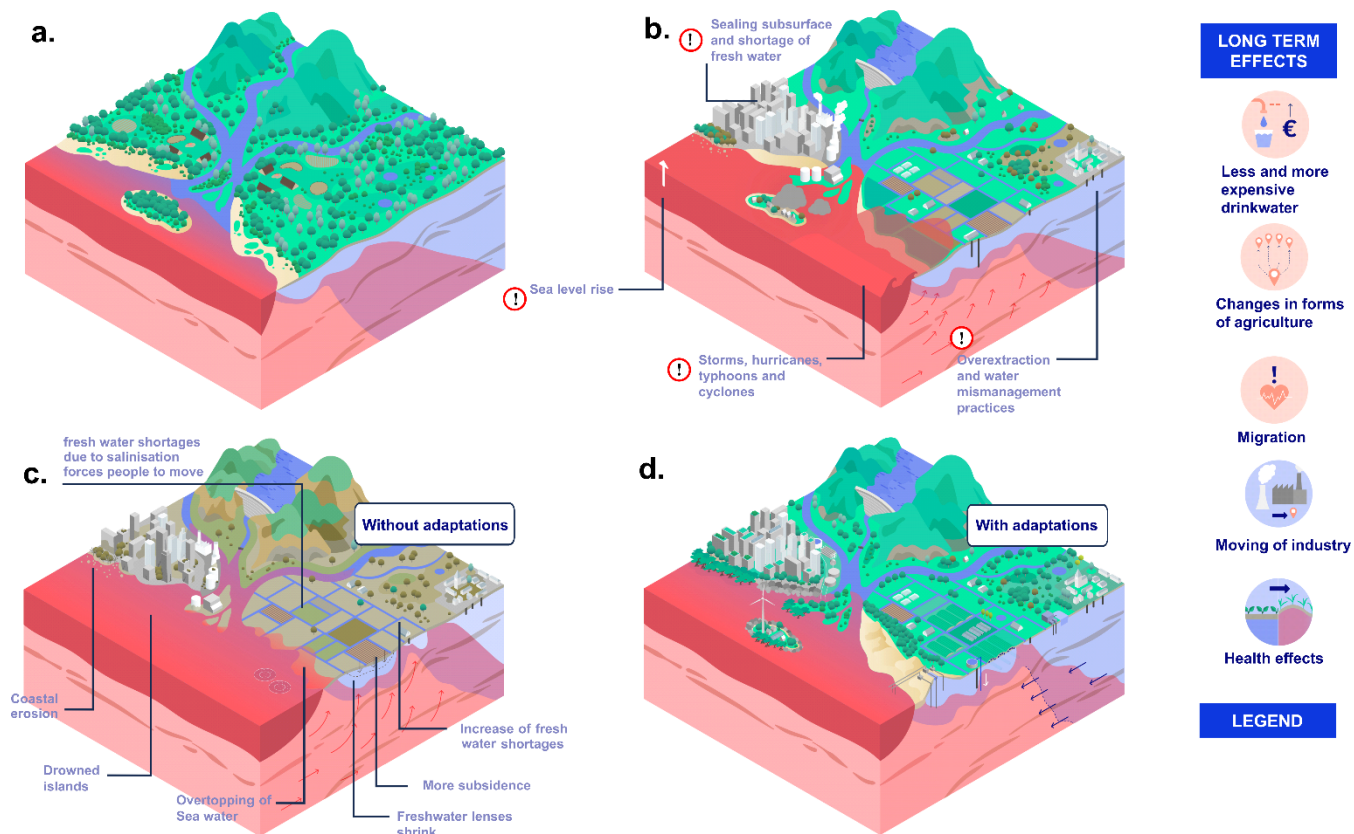 a.
b.
!
Sealing subsurface
and shortage of
fresh water
!
Sea level rise
!
Storms, hurricanes,
typhoons and
cyclones
!
Overextraction
and water
mismanagement
practices
c.
fresh water shortages
due to salinisation
forces people to move
Without adaptations
Coastal
erosion
Drowned
islands
Overtopping of
Sea water
Freshwater lenses
shrink
More subsidence
Increase of fresh
water shortages
d.
With adaptations
LONG TERM
EFFECTS
€
Less and more
expensive
drinkwater
Changes in forms
of agriculture
!
Migration
Moving of industry
Health effects
LEGEND